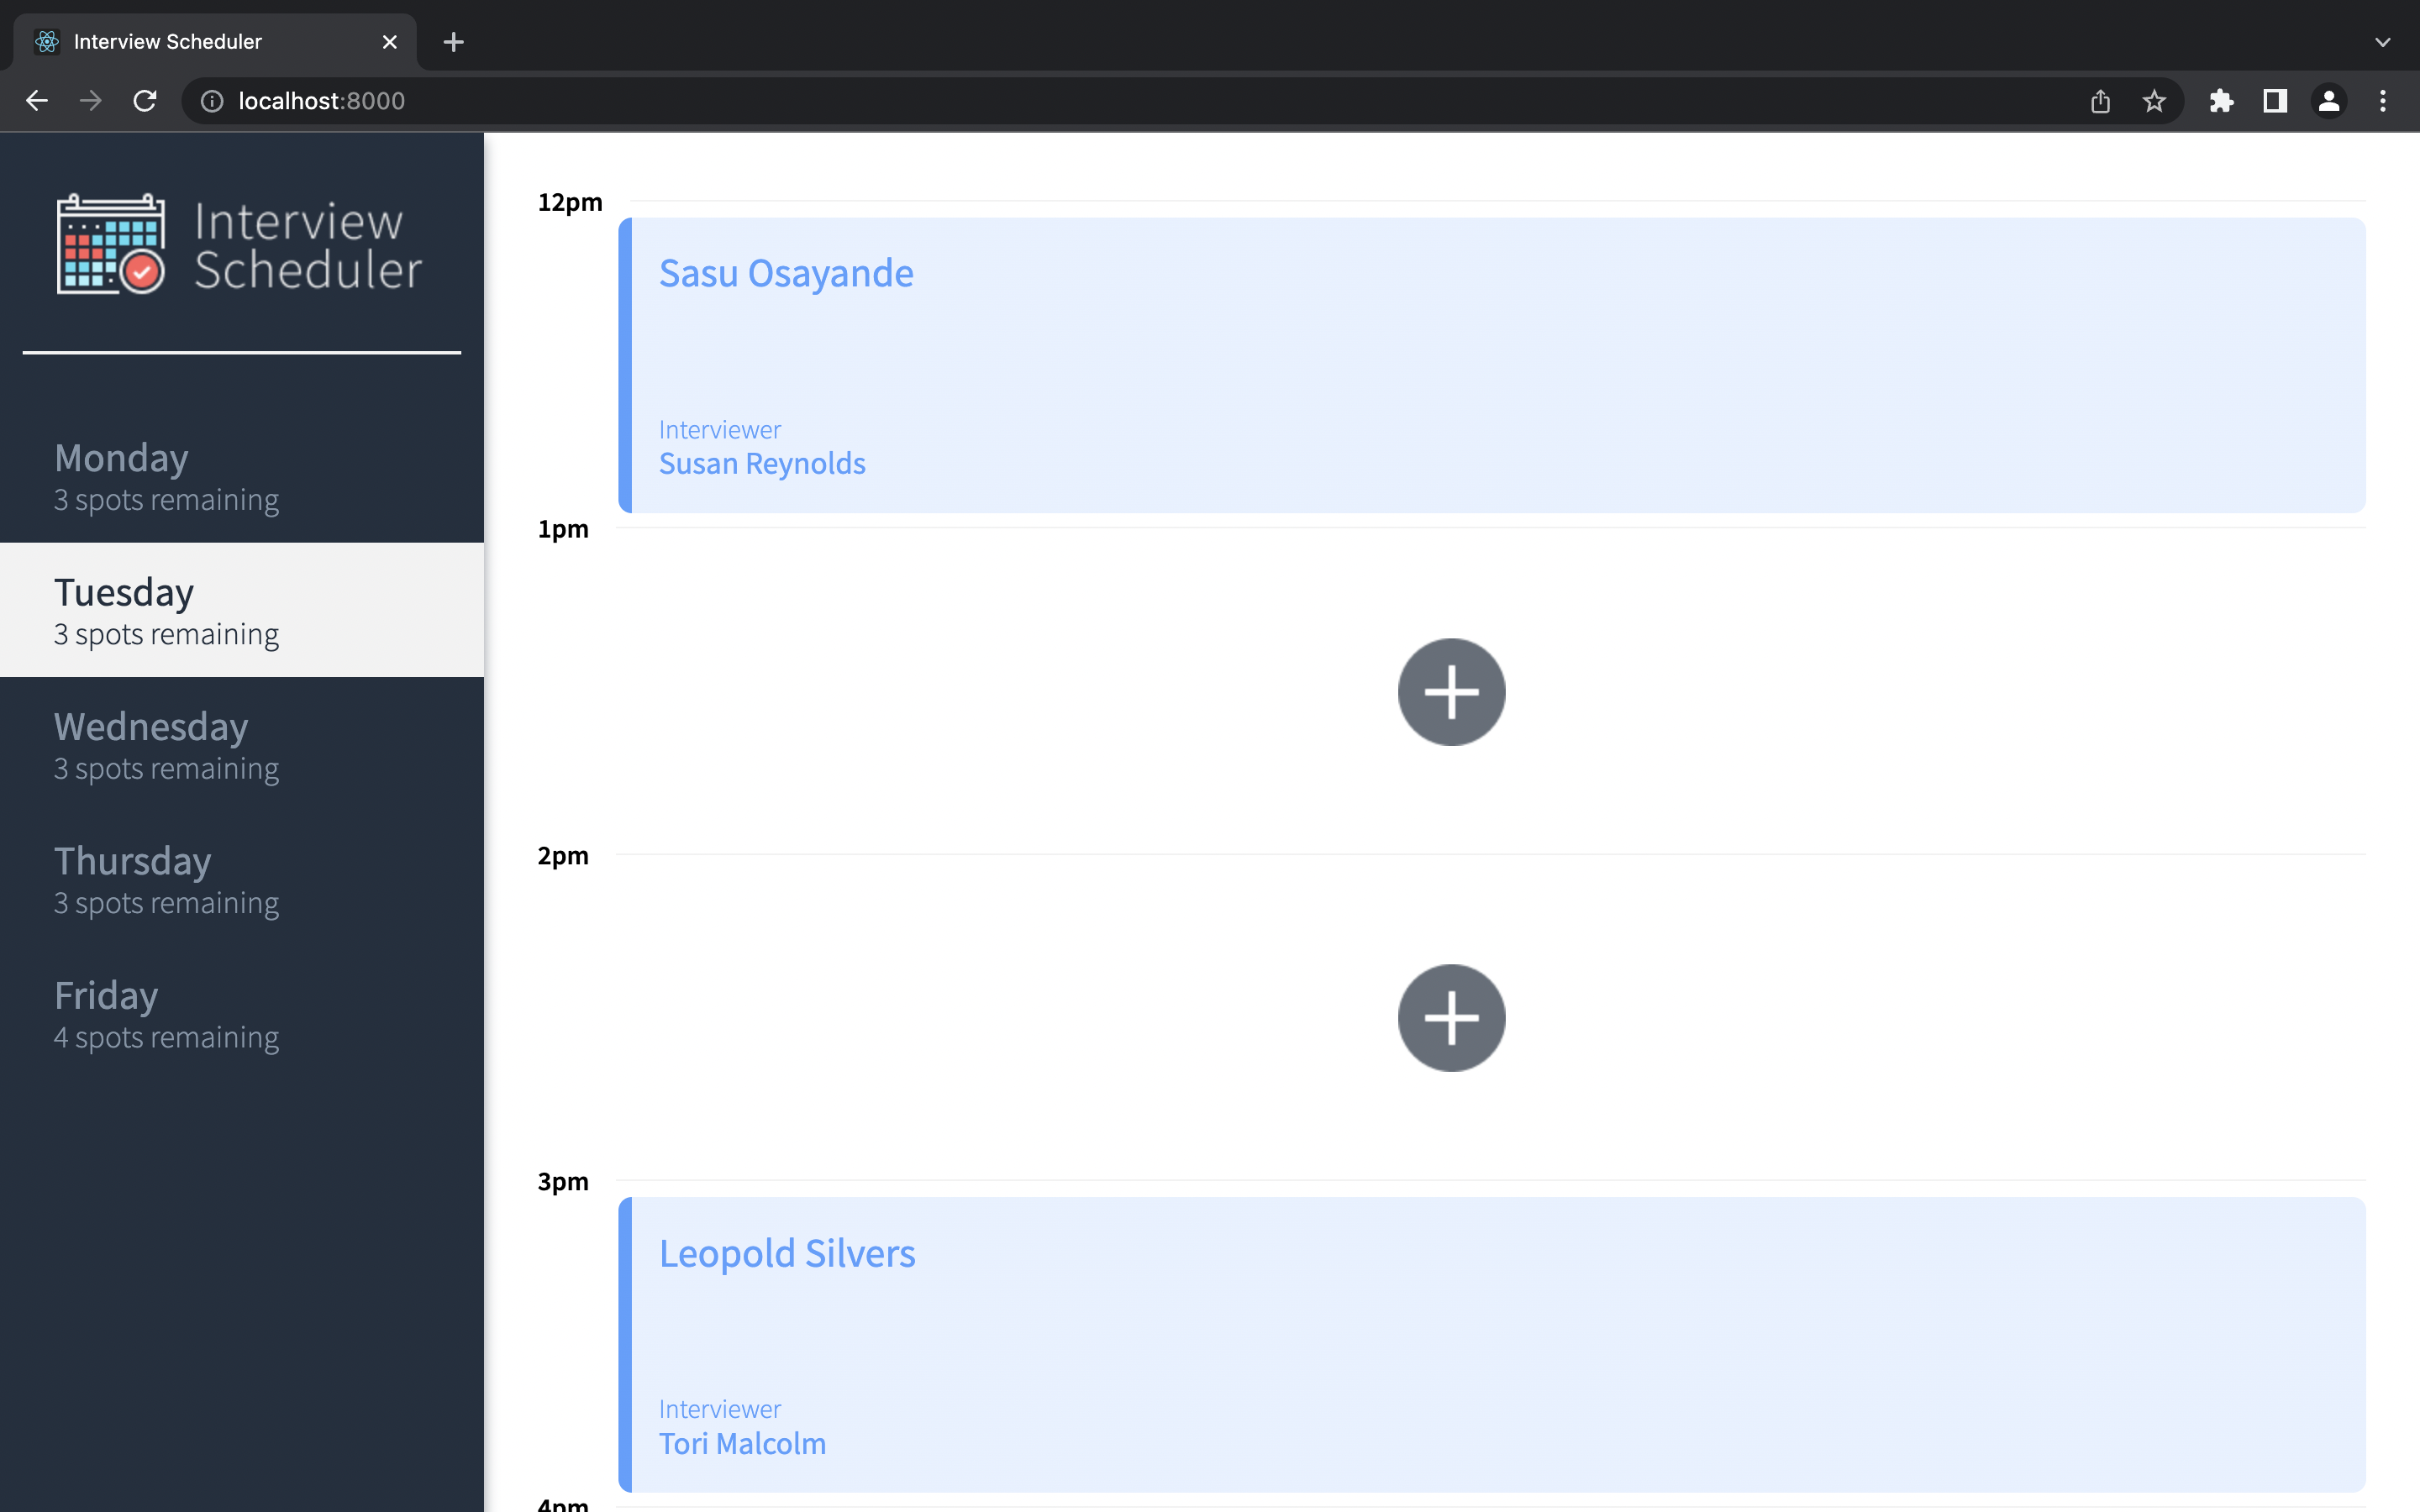 Interview Scheduler
localhost:8000
Interview
Scheduler
Monday
3 spots remaining
Tuesday
3 spots remaining
Wednesday
3 spots remaining
Thursday
3 spots remaining
Friday
4 spots remaining
12pm
Sasu Osayande
Interviewer
Susan Reynolds
1pm
2pm
3pm
Leopold Silvers
Interviewer
Tori Malcolm
4pm